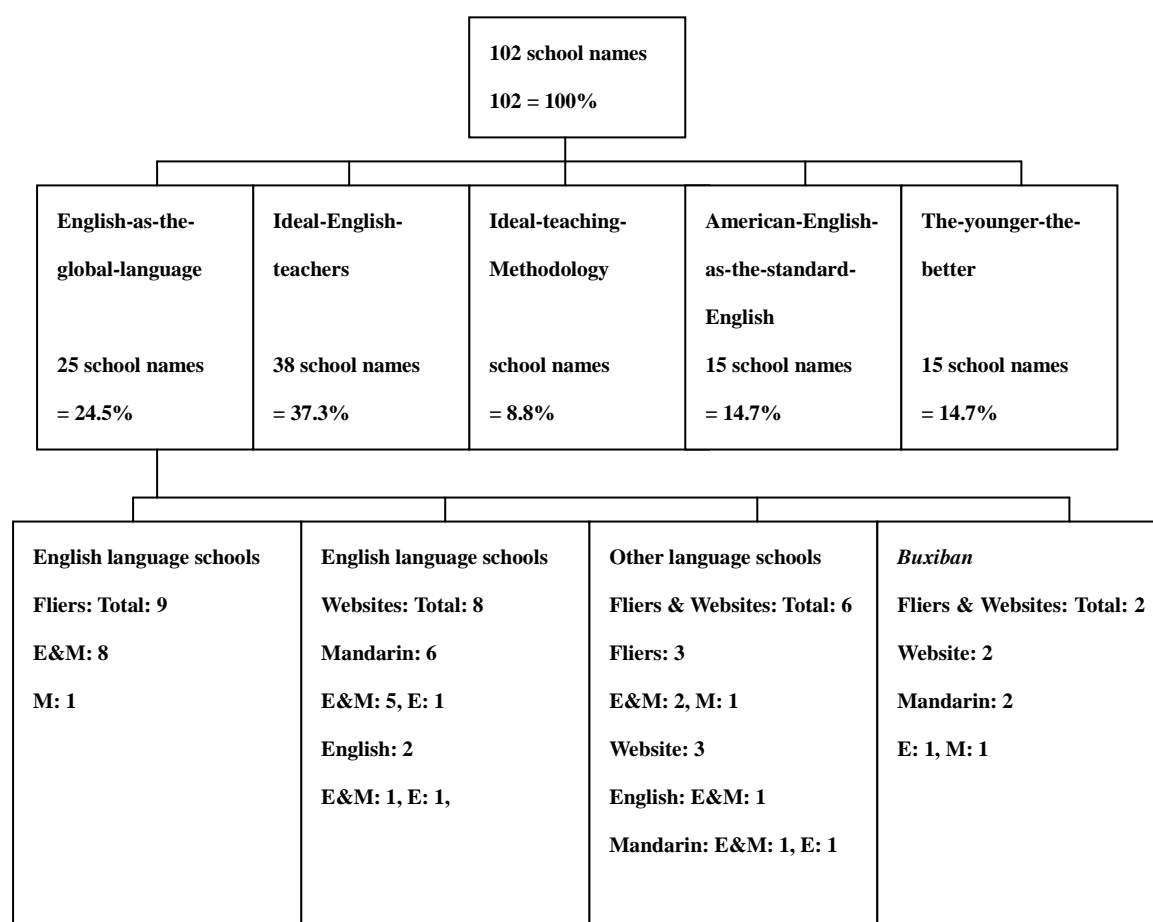 102 school names
102 = 100%
English-as-the-
global-language
25 school names
= 24.5%
Ideal-English-
teachers
38 school names
= 37.3%
Ideal-teaching-
Methodology
school names
= 8.8%
American-English-
as-the-standard-
English
15 school names
= 14.7%
The-younger-the-
better
15 school names
= 14.7%
English language schools
Fliers: Total: 9
E&M: 8
M: 1
English language schools
Websites: Total: 8
Mandarin: 6
E&M: 5, E: 1
English: 2
E&M: 1, E: 1,
Other language schools
Fliers & Websites: Total: 6
Fliers: 3
E&M: 2, M: 1
Website: 3
English: E&M: 1
Mandarin: E&M: 1, E: 1
Buxiban
Fliers & Websites: Total: 2
Website: 2
Mandarin: 2
E: 1, M: 1